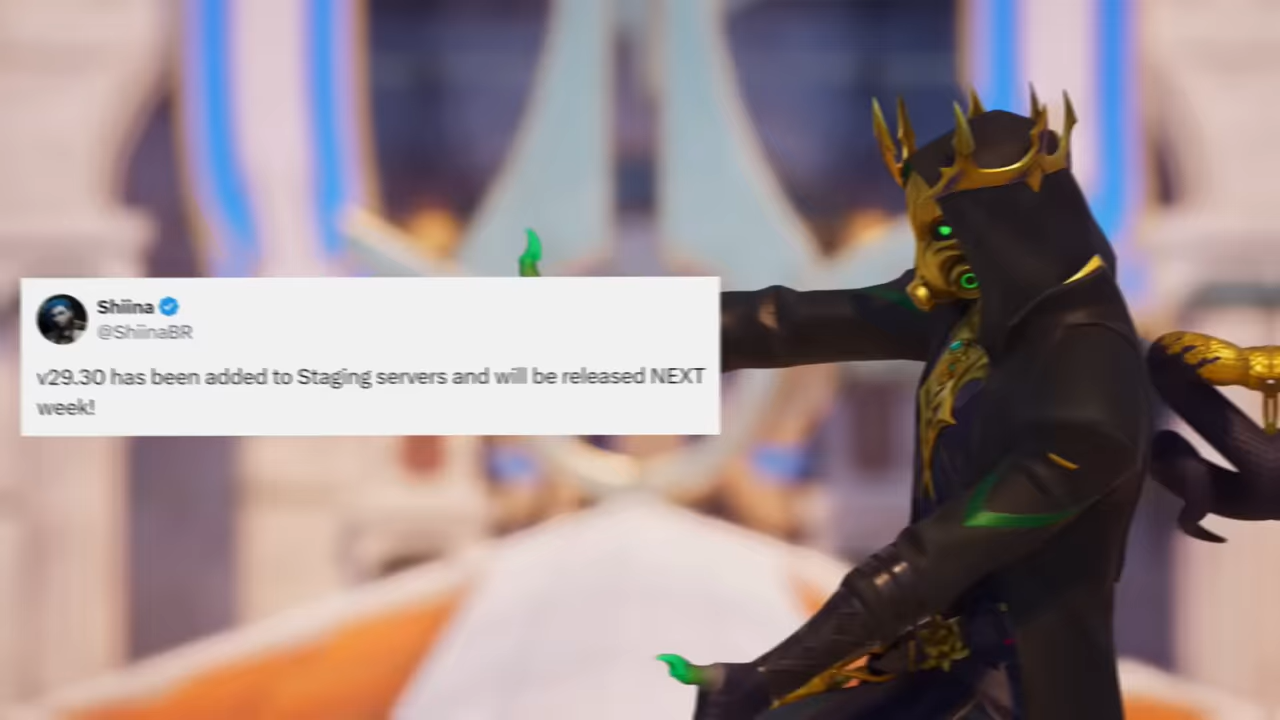 Shiina
@ShiinaBR
v29.30 has been added to Staging servers and will be released NEXT
week!